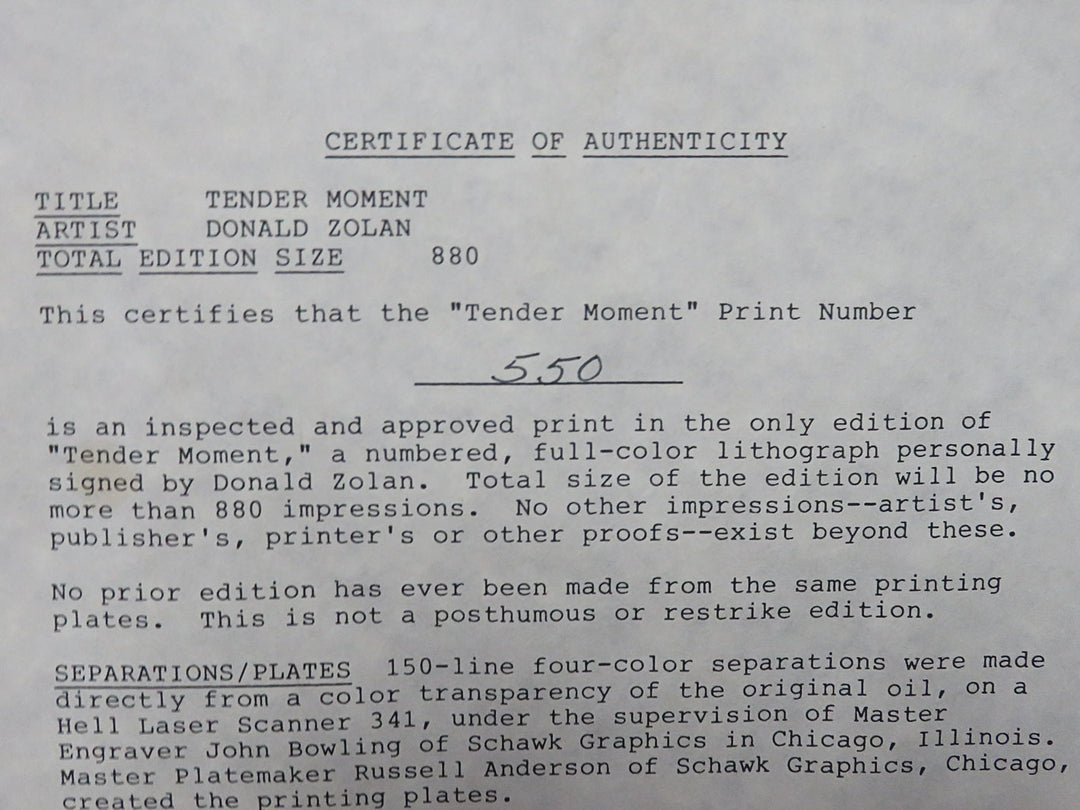 CERTIFICATE OF AUTHENTICITY
TITLE TENDER MOMENT
ARTIST DONALD ZOLAN
TOTAL EDITION SIZE 880
This certifies that the "Tender Moment" Print Number
550
is an inspected and approved print in the only edition of
"Tender Moment," a numbered, full-color lithograph personally
signed by Donald Zolan. Total size of the edition will be no
more than 880 impressions. No other impressions--artist's,
publisher's, printer's or other proofs--exist beyond these.
No prior edition has ever been made from the same printing
plates. This is not a posthumous or restrike edition.
SEPARATIONS/PLATES 150-line four-color separations were made
directly from a color transparency of the original oil, on a
Hell Laser Scanner 341, under the supervision of Master
Engraver John Bowling of Schawk Graphics in Chicago, Illinois.
Master Platemaker Russell Anderson of Schawk Graphics, Chicago,
created the printing plates.